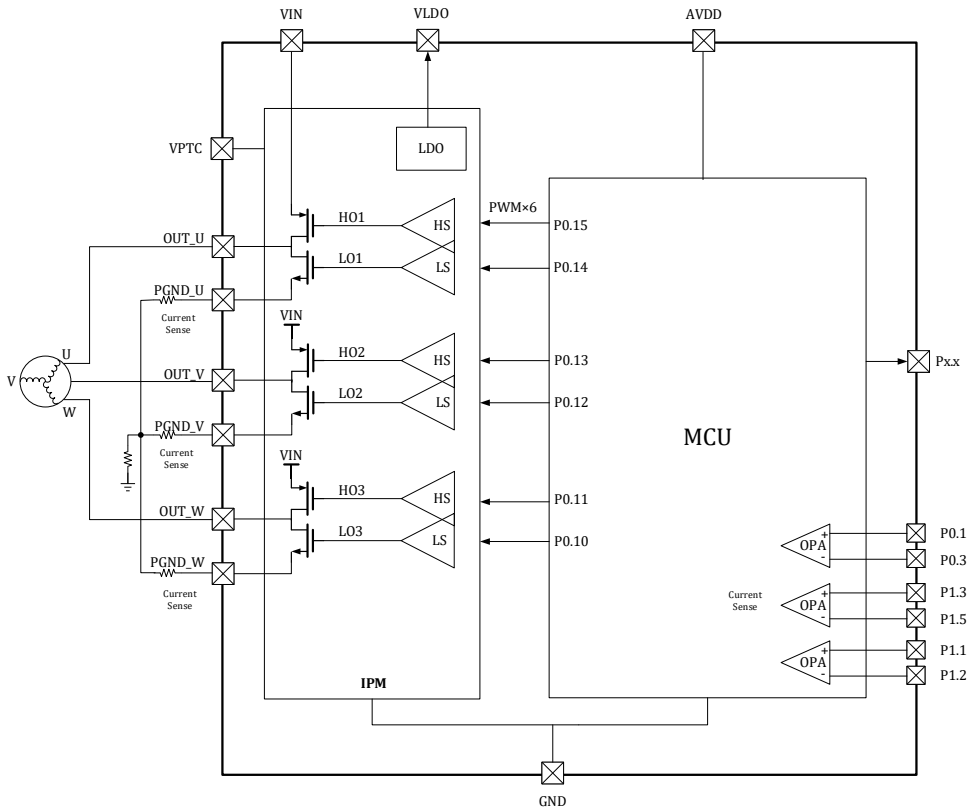 VIN
VLDO
AVDD
VPTC
LDO
PWM×6
HO1
HS
P0.15
OUT_U
LO1
LS
P0.14
PGND_U
Current
Sense
VIN
U
HO2
HS
P0.13
Px.x
V
OUT_V
LO2
LS
P0.12
W
PGND_V
MCU
Current
Sense
VIN
HO3
HS
P0.11
OUT_W
LO3
LS
P0.10
+
OPA
-
P0.1
P0.3
PGND_W
Current
Sense
Current
Sense
+
OPA
-
P1.3
P1.5
+
OPA
-
P1.1
P1.2
IPM
GND